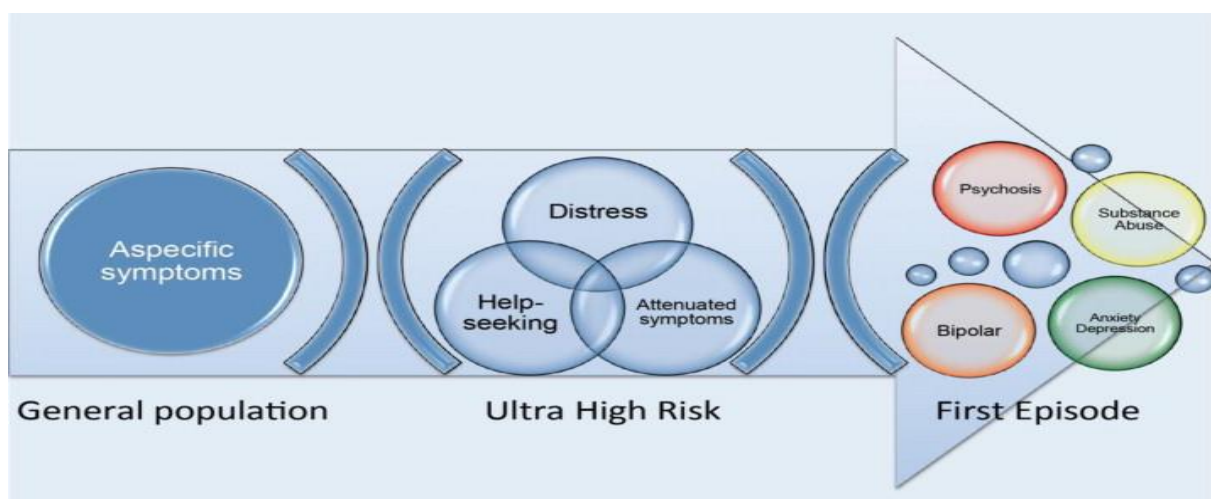 Aspecific
symptoms
Distress
Help-
seeking
Attenuated
symptoms
Psychosis
Substance
Abuse
Bipolar
Anxiety
Depression
General population
Ultra High Risk
First Episode